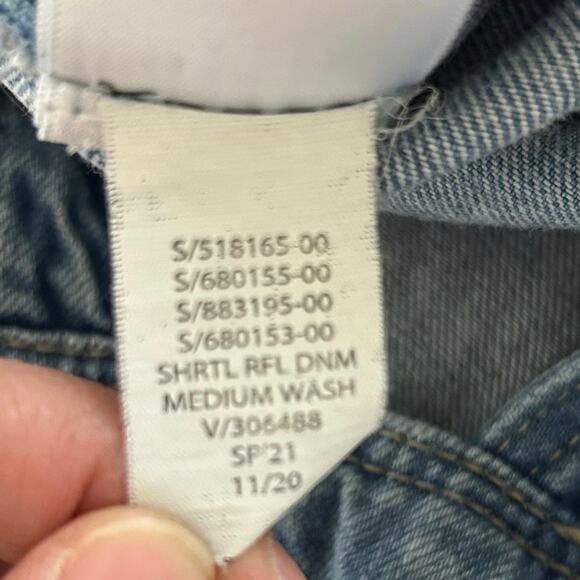 S/518165-00
S/680155-00
S/883195-00
S/680153-00
SHRTL RFL DNM
MEDIUM WASH
V/306488
SP'21
11/20